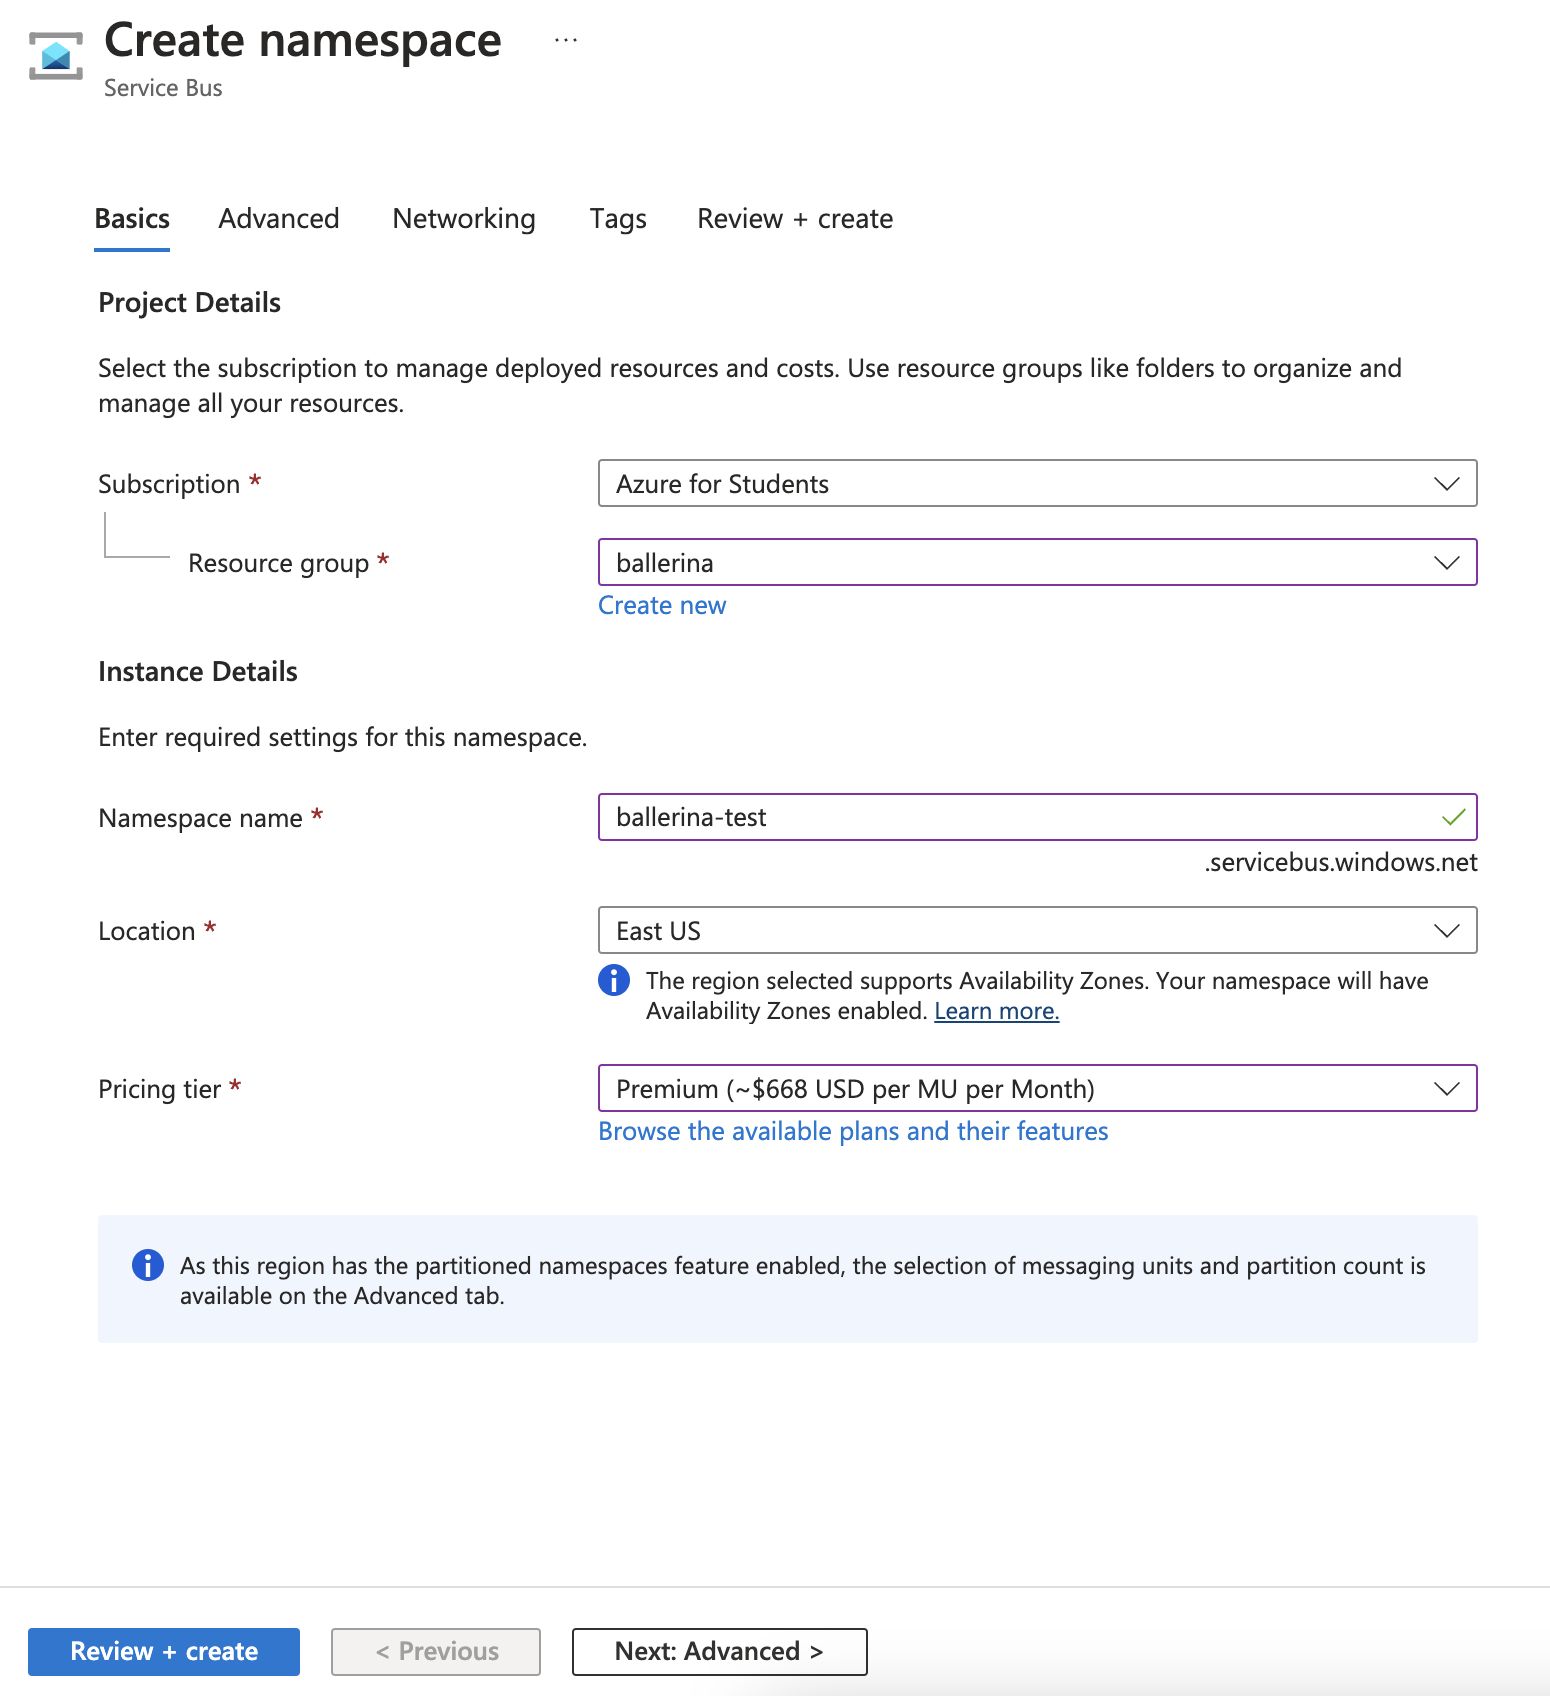 Create namespace
...
Service Bus
Basics Advanced Networking Tags Review + create
Project Details
Select the subscription to manage deployed resources and costs. Use resource groups like folders to organize and
manage all your resources.
Subscription *
Azure for Students
Resource group *
ballerina
Create new
Instance Details
Enter required settings for this namespace.
Namespace name *
ballerina-test
.servicebus.windows.net
Location *
East US
The region selected supports Availability Zones. Your namespace will have
Availability Zones enabled. Learn more.
Pricing tier *
Premium (~$668 USD per MU per Month)
Browse the available plans and their features
As this region has the partitioned namespaces feature enabled, the selection of messaging units and partition count is
available on the Advanced tab.
Review + create
< Previous
Next: Advanced >